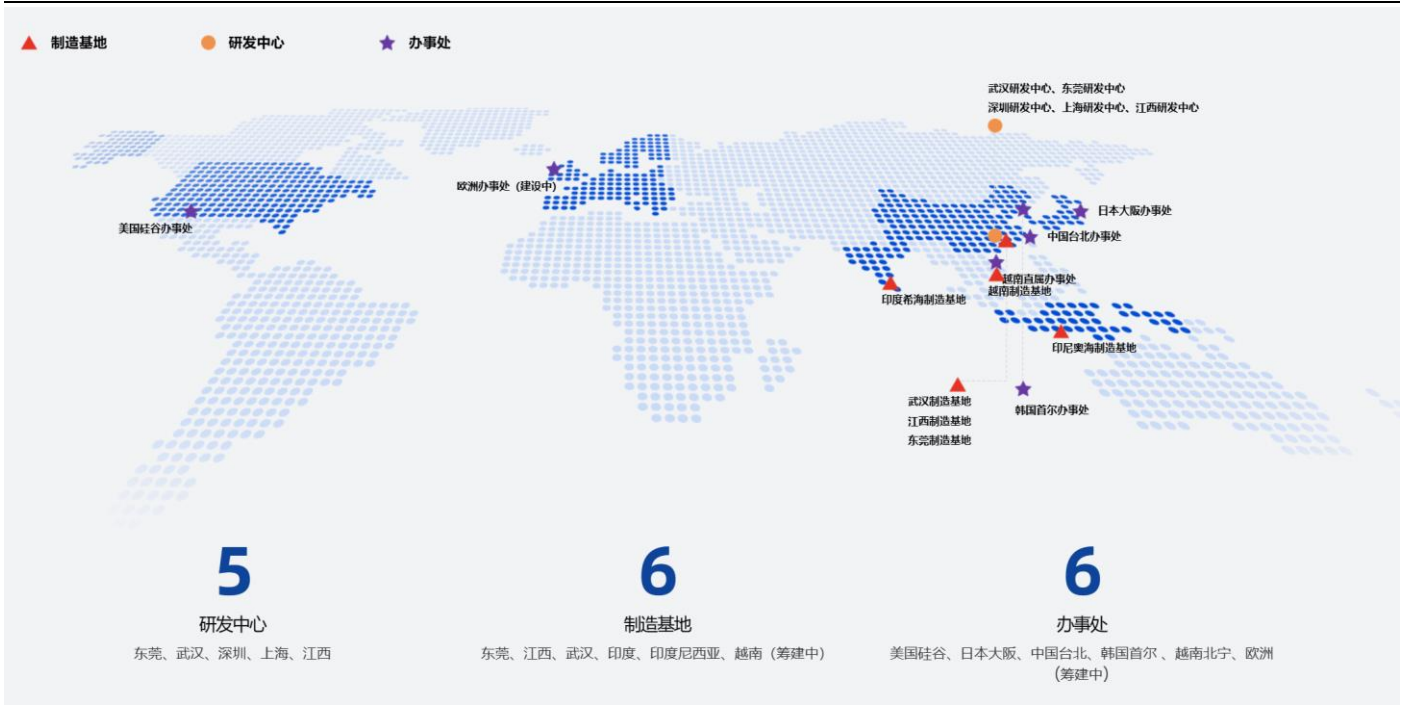 制造基地
研发中心
办事处
武汉研发中心、东莞研发中心
深圳研发中心、上海研发中心、江西研发中心
欧洲办事处（建设中）
美国硅谷办事处
日本大阪办事处
中国台北办事处
越南直属办事处
越南制造基地
印度希海制造基地
印尼奥海制造基地
武汉制造基地
江西制造基地
东莞制造基地
韩国首尔办事处
5
研发中心
东莞、武汉、深圳、上海、江西
6
制造基地
东莞、江西、武汉、印度、印度尼西亚、越南（筹建中）
6
办事处
美国硅谷、日本大阪、中国台北、韩国首尔 、越南北宁、欧洲
（筹建中）